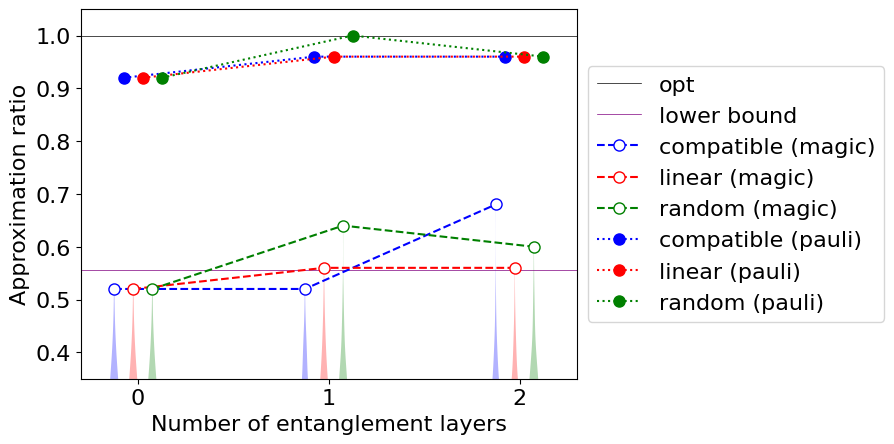 1.0
0.9
0.8
0.7
0.6
0.5
0.4
Approximation ratio
0 1 2
Number of entanglement layers
opt
lower bound
compatible (magic)
linear (magic)
random (magic)
compatible (pauli)
linear (pauli)
random (pauli)